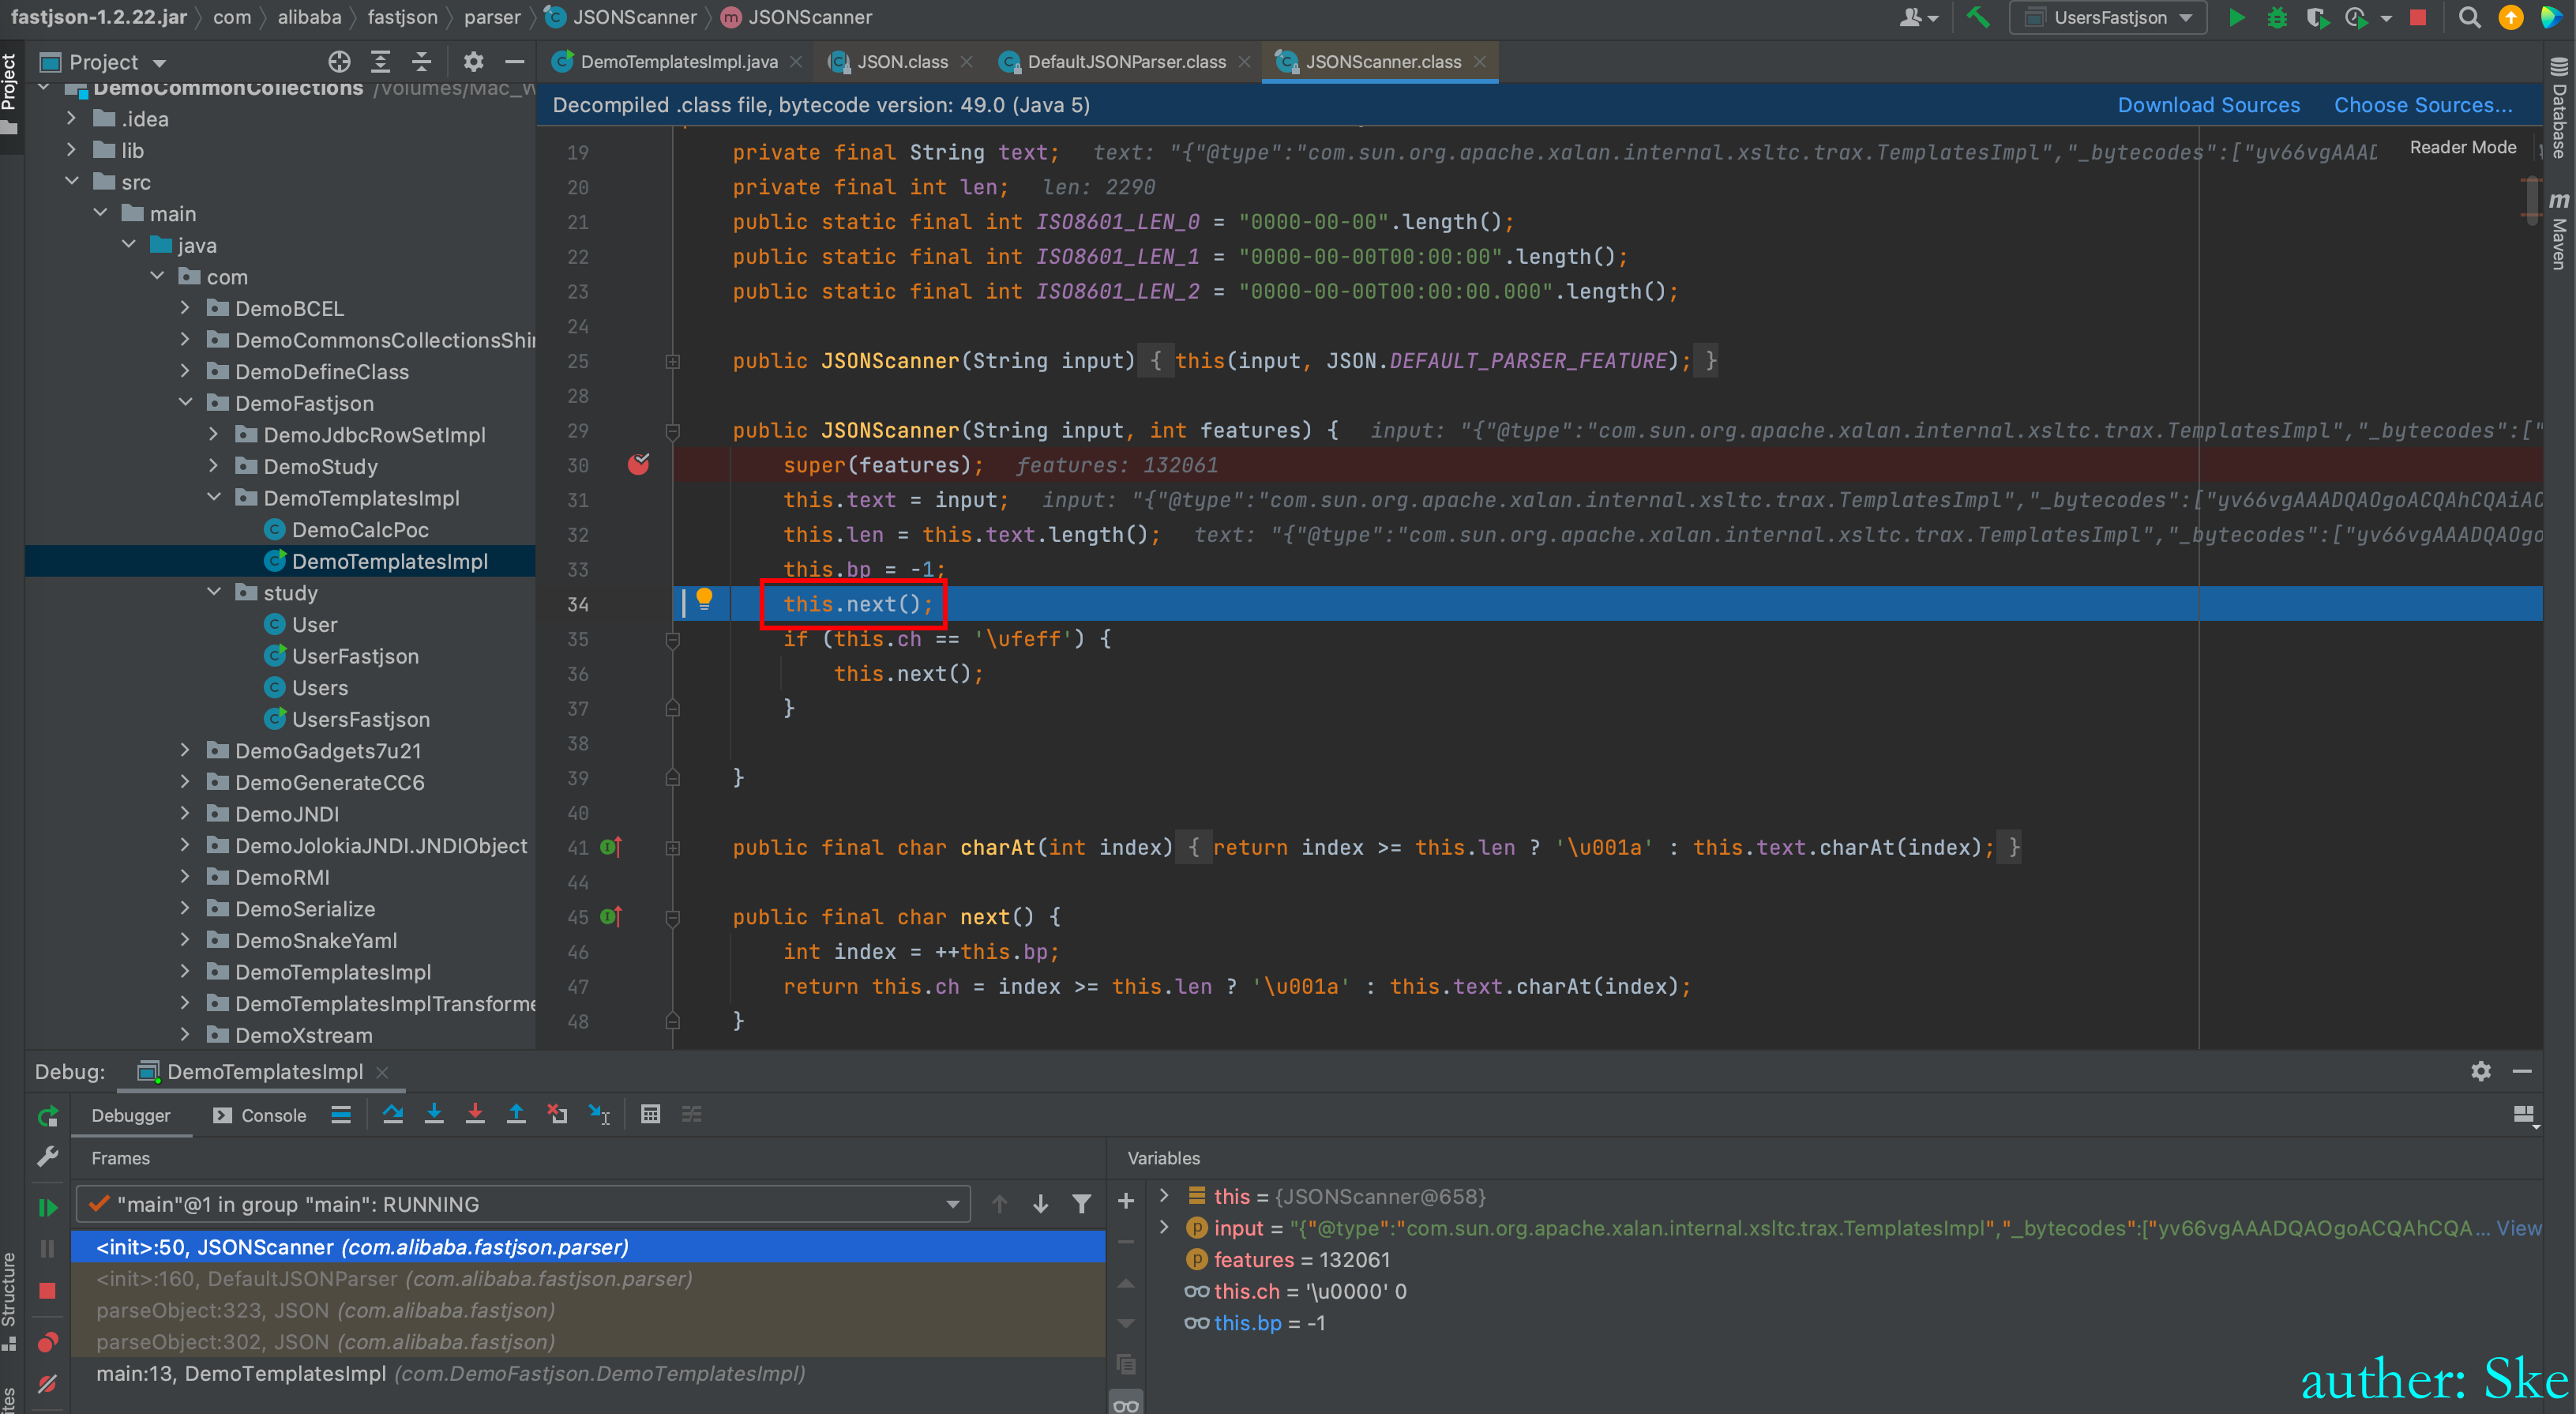 fastjson-1.2.22.jar com alibaba fastjson parser JSONScanner JSONScanner UsersFastjson
Project
DemoTemplatesImpl.java JSON.class DefaultJSONParser.class JSONScanner.class
DemoCommonCollections /Volumes/Mac_W
.idea
lib
src
main
java
com
DemoBCEL
DemoCommonsCollectionsShir
DemoDefineClass
DemoFastjson
DemoJdbcRowSetImpl
DemoStudy
DemoTemplatesImpl
DemoCalcPoc
DemoTemplatesImpl
study
User
UserFastjson
Users
UsersFastjson
DemoGadgets7u21
DemoGenerateCC6
DemoJNDI
DemoJolokiaJNDI.JNDIObject
DemoRMI
DemoSerialize
DemoSnakeYaml
DemoTemplatesImpl
DemoTemplatesImplTransforme
DemoXstream
Decompiled .class file, bytecode version: 49.0 (Java 5) Download Sources Choose Sources...
Reader Mode
19 private final String text; text: "{"@type":"com.sun.org.apache.xalan.internal.xsltc.trax.TemplatesImpl","_bytecodes":["yv66vgAAAD
20 private final int len; len: 2290
21 public static final int ISO8601_LEN_0 = "0000-00-00".length();
22 public static final int ISO8601_LEN_1 = "0000-00-00T00:00:00".length();
23 public static final int ISO8601_LEN_2 = "0000-00-00T00:00:00.000".length();
24
25 public JSONScanner(String input) { this(input, JSON.DEFAULT_PARSER_FEATURE); }
28
29 public JSONScanner(String input, int features) { input: "{"@type":"com.sun.org.apache.xalan.internal.xsltc.trax.TemplatesImpl","_bytecodes":["
30 super(features); features: 132061
31 this.text = input; input: "{"@type":"com.sun.org.apache.xalan.internal.xsltc.trax.TemplatesImpl","_bytecodes":["yv66vgAAADQAOgoACQAhCQAiAC
32 this.len = this.text.length(); text: "{"@type":"com.sun.org.apache.xalan.internal.xsltc.trax.TemplatesImpl","_bytecodes":["yv66vgAAADQAOgo
33 this.bp = -1;
34 this.next();
35 if (this.ch == '\ufeff') {
36 this.next();
37 }
38
39 }
40
41 public final char charAt(int index) { return index >= this.len ? '\u001a' : this.text.charAt(index); }
44
45 public final char next() {
46 int index = ++this.bp;
47 return this.ch = index >= this.len ? '\u001a' : this.text.charAt(index);
48 }
Project
Structure
Database
Maven
Debug: DemoTemplatesImpl
Debugger Console
Frames
"main"@1 in group "main": RUNNING
<init>:50, JSONScanner (com.alibaba.fastjson.parser)
<init>:160, DefaultJSONParser (com.alibaba.fastjson.parser)
parseObject:323, JSON (com.alibaba.fastjson)
parseObject:302, JSON (com.alibaba.fastjson)
main:13, DemoTemplatesImpl (com.DemoFastjson.DemoTemplatesImpl)
Variables
this = {JSONScanner@658}
input = "{"@type":"com.sun.org.apache.xalan.internal.xsltc.trax.TemplatesImpl","_bytecodes":["yv66vgAAADQAOgoACQAhCQA... View
features = 132061
this.ch = '\u0000' 0
this.bp = -1
auther: Ske